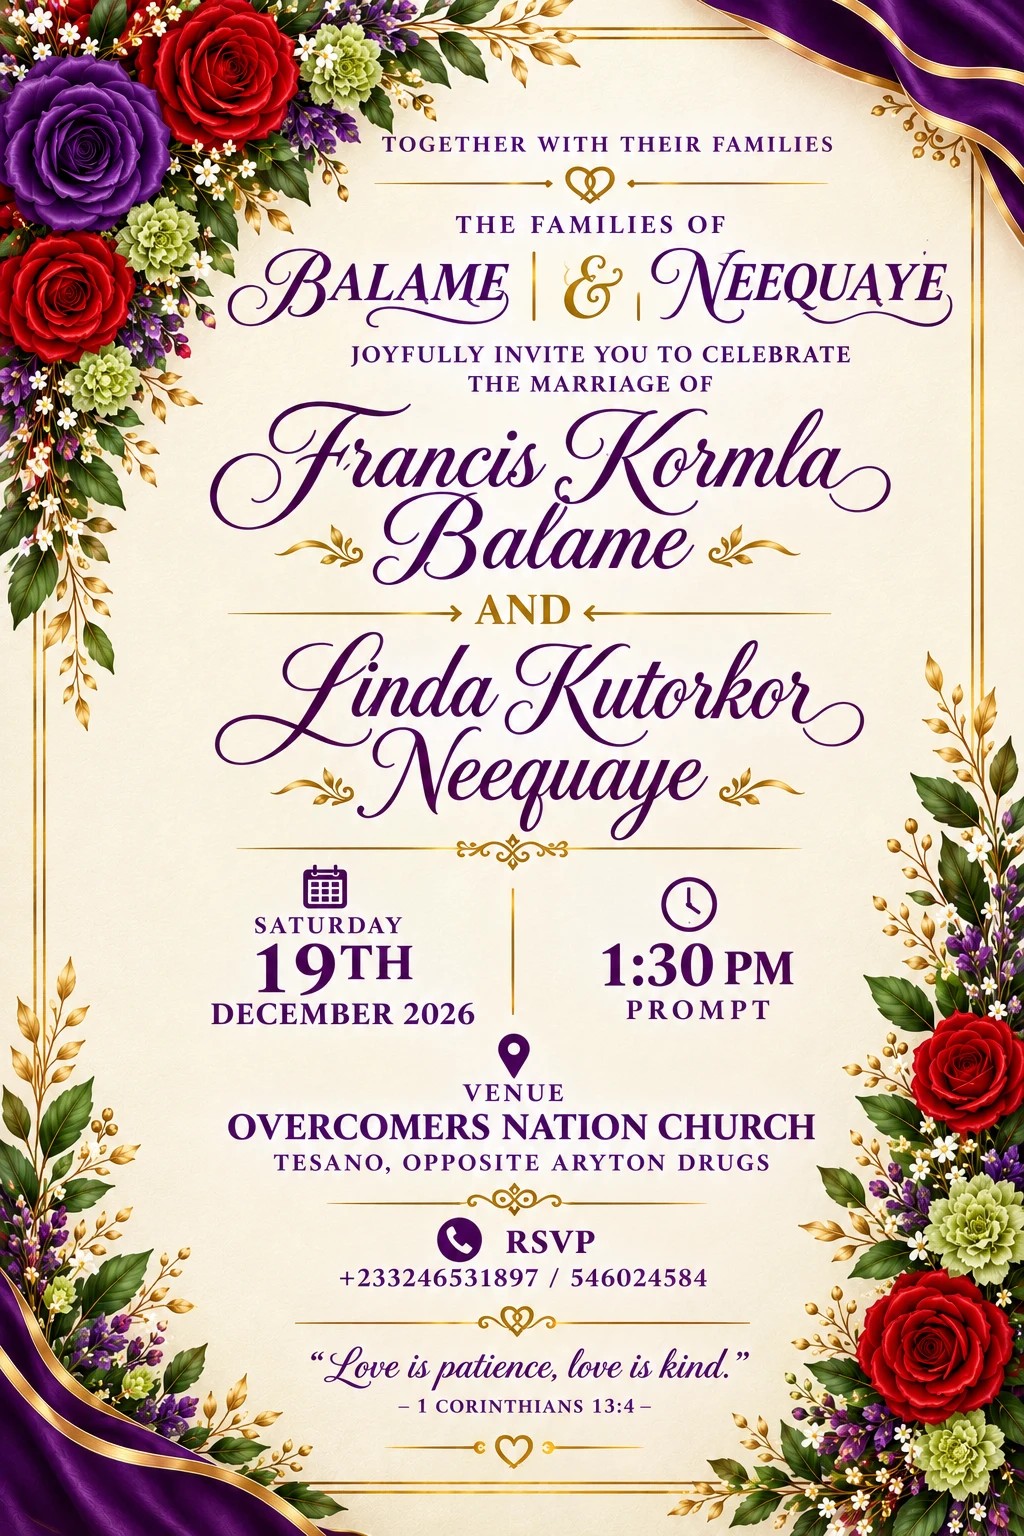 TOGETHER WITH THEIR FAMILIES
THE FAMILIES OF
BALAME & NEEQUAYE
JOYFULLY INVITE YOU TO CELEBRATE
THE MARRIAGE OF
Francis Kormla
Balame
AND
Linda Kutorkor
Neequaye
SATURDAY
19TH
DECEMBER 2026
1:30 PM
PROMPT
VENUE
OVERCOMERS NATION CHURCH
TESANO, OPPOSITE ARYTON DRUGS
RSVP
+233246531897 / 546024584
“Love is patience, love is kind.”
– 1 CORINTHIANS 13:4 –